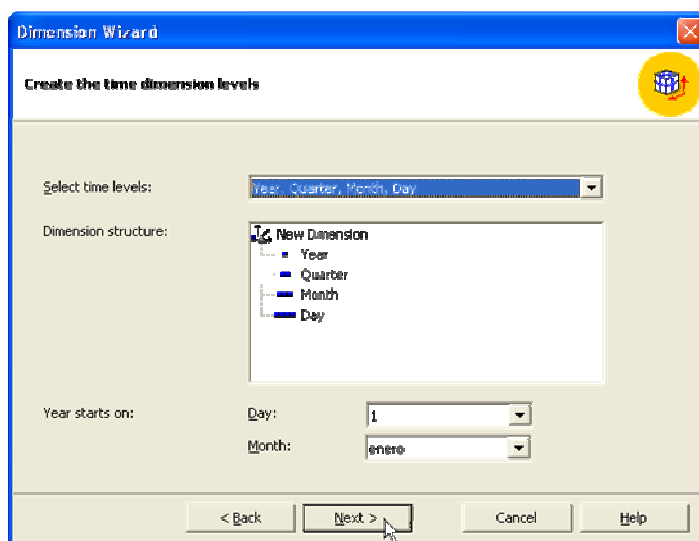 Dimension Wizard
Create the time dimension levels
Select time levels:
Year, Quarter, Month, Day
Dimension structure:
New Dimension
Year
Quarter
Month
Day
Year starts on:
Day:
1
Month:
enero
< Back
Next >
Cancel
Help